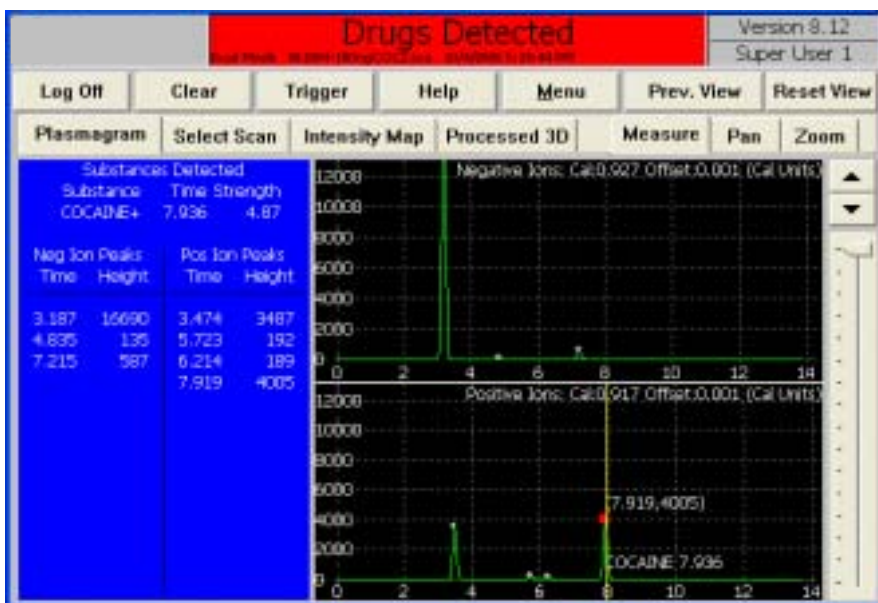 Drugs Detected
Version 8.12
Super User 1
Log Off Clear Trigger Help Menu Prev. View Reset View
Plasmagram Select Scan Intensity Map Processed 3D Measure Pan Zoom
Substances Detected
Substance Time Strength
COCAINE+ 7.936 4.87
Neg Ion Peaks Pos Ion Peaks
Time Height Time Height
3.187 16690 3.474 3487
4.835 135 5.723 192
7.215 587 6.214 189
7.919 4005
Negative Ions: Cal:0.927 Offset:0.001 (Cal Units)
12000
10000
8000
6000
4000
2000
0
0 2 4 6 8 10 12 14
Positive Ions: Cal:0.917 Offset:0.001 (Cal Units)
12000
10000
8000
6000
(7.919,4005)
4000
2000
COCAINE 7.936
0
0 2 4 6 8 10 12 14